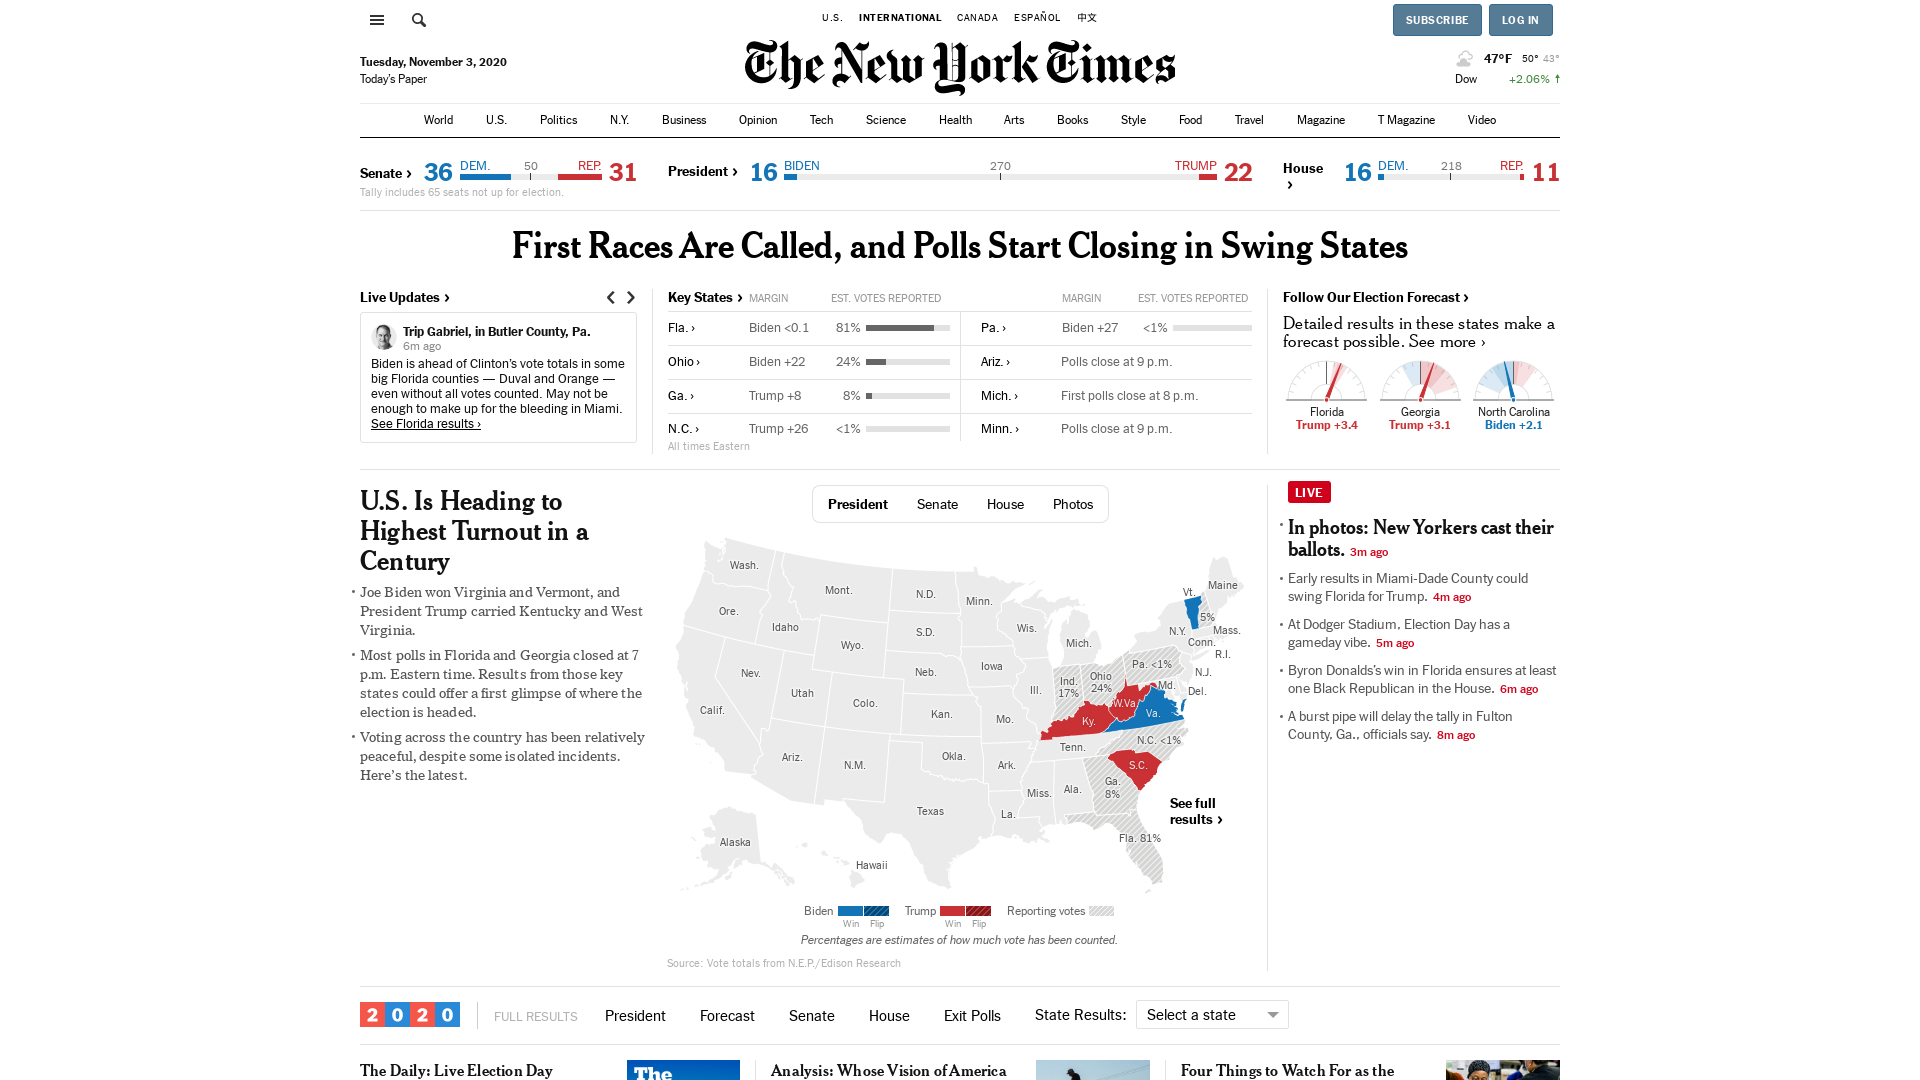 U.S.
INTERNATIONAL
CANADA
ESPAÑOL
中文
SUBSCRIBE
LOG IN
Tuesday, November 3, 2020
Today's Paper
The New York Times
47°F 50° 43°
Dow +2.06% ↑
World
U.S.
Politics
N.Y.
Business
Opinion
Tech
Science
Health
Arts
Books
Style
Food
Travel
Magazine
T Magazine
Video
Senate › 36 DEM. 50 REP. 31
Tally includes 65 seats not up for election.
President › 16 BIDEN 270 TRUMP 22
House › 16 DEM. 218 REP. 11
First Races Are Called, and Polls Start Closing in Swing States
Live Updates ›
Trip Gabriel, in Butler County, Pa.
6m ago
Biden is ahead of Clinton's vote totals in some
big Florida counties — Duval and Orange —
even without all votes counted. May not be
enough to make up for the bleeding in Miami.
See Florida results ›
Key States › MARGIN EST. VOTES REPORTED
Fla. › Biden <0.1 81%
Ohio › Biden +22 24%
Ga. › Trump +8 8%
N.C. › Trump +26 <1%
All times Eastern
MARGIN EST. VOTES REPORTED
Pa. › Biden +27 <1%
Ariz. › Polls close at 9 p.m.
Mich. › First polls close at 8 p.m.
Minn. › Polls close at 9 p.m.
Follow Our Election Forecast ›
Detailed results in these states make a
forecast possible. See more ›
Florida
Trump +3.4
Georgia
Trump +3.1
North Carolina
Biden +2.1
U.S. Is Heading to
Highest Turnout in a
Century
• Joe Biden won Virginia and Vermont, and
President Trump carried Kentucky and West
Virginia.
• Most polls in Florida and Georgia closed at 7
p.m. Eastern time. Results from those key
states could offer a first glimpse of where the
election is headed.
• Voting across the country has been relatively
peaceful, despite some isolated incidents.
Here's the latest.
President
Senate
House
Photos
Wash.
Ore.
Calif.
Idaho
Nev.
Mont.
Wyo.
Utah
Ariz.
Colo.
N.M.
N.D.
S.D.
Neb.
Kan.
Okla.
Texas
Minn.
Iowa
Mo.
Ark.
La.
Wis.
Ill.
Mich.
Ind.
17%
Ohio
24%
Ky.
Tenn.
Miss.
Ala.
Ga.
8%
Fla. 81%
S.C.
N.C. <1%
Va.
W.Va.
Md.
Del.
Pa. <1%
N.J.
N.Y.
Conn.
R.I.
Mass.
Vt.
5%
Maine
Alaska
Hawaii
See full
results ›
Biden
Win
Flip
Trump
Win
Flip
Reporting votes
Percentages are estimates of how much vote has been counted.
Source: Vote totals from N.E.P./Edison Research
LIVE
• In photos: New Yorkers cast their
ballots. 3m ago
• Early results in Miami-Dade County could
swing Florida for Trump. 4m ago
• At Dodger Stadium, Election Day has a
gameday vibe. 5m ago
• Byron Donalds's win in Florida ensures at least
one Black Republican in the House. 6m ago
• A burst pipe will delay the tally in Fulton
County, Ga., officials say. 8m ago
2020
FULL RESULTS
President
Forecast
Senate
House
Exit Polls
State Results:
Select a state
The Daily: Live Election Day
The
Analysis: Whose Vision of America
Four Things to Watch For as the